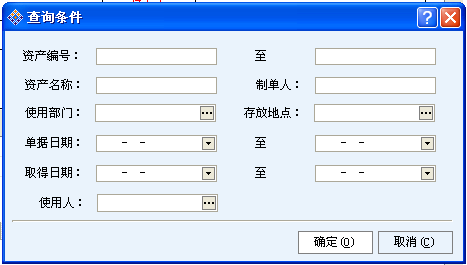 查询条件
资产编号： 至
资产名称： 制单人：
使用部门： ... 存放地点： ...
单据日期： - - 至 - -
取得日期： - - 至 - -
使用人： ...
确定(O) 取消(C)